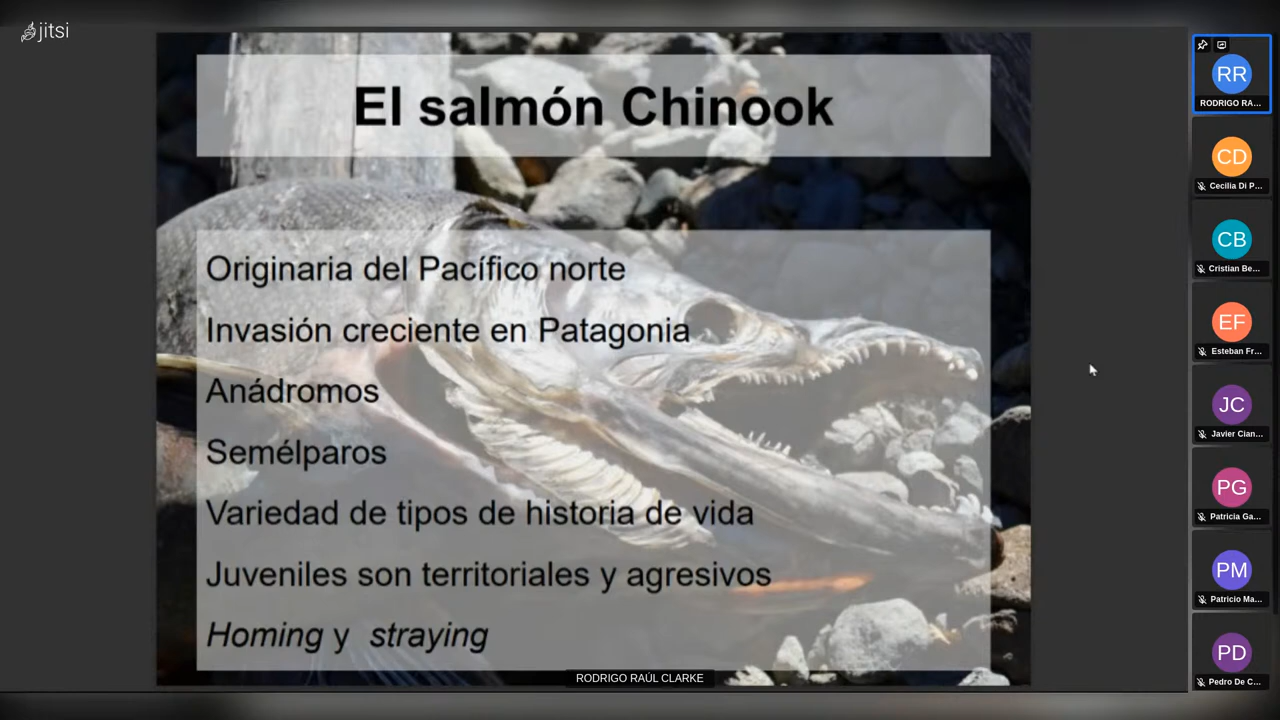 jitsi
El salmón Chinook
Originaria del Pacífico norte
Invasión creciente en Patagonia
Anádromos
Semélparos
Variedad de tipos de historia de vida
Juveniles son territoriales y agresivos
Homing y straying
RODRIGO RAÚL CLARKE
RR
RODRIGO RA...
CD
Cecilia Di P...
CB
Cristian Be...
EF
Esteban Fr...
JC
Javier Cian...
PG
Patricia Ga...
PM
Patricio Ma...
PD
Pedro De C...